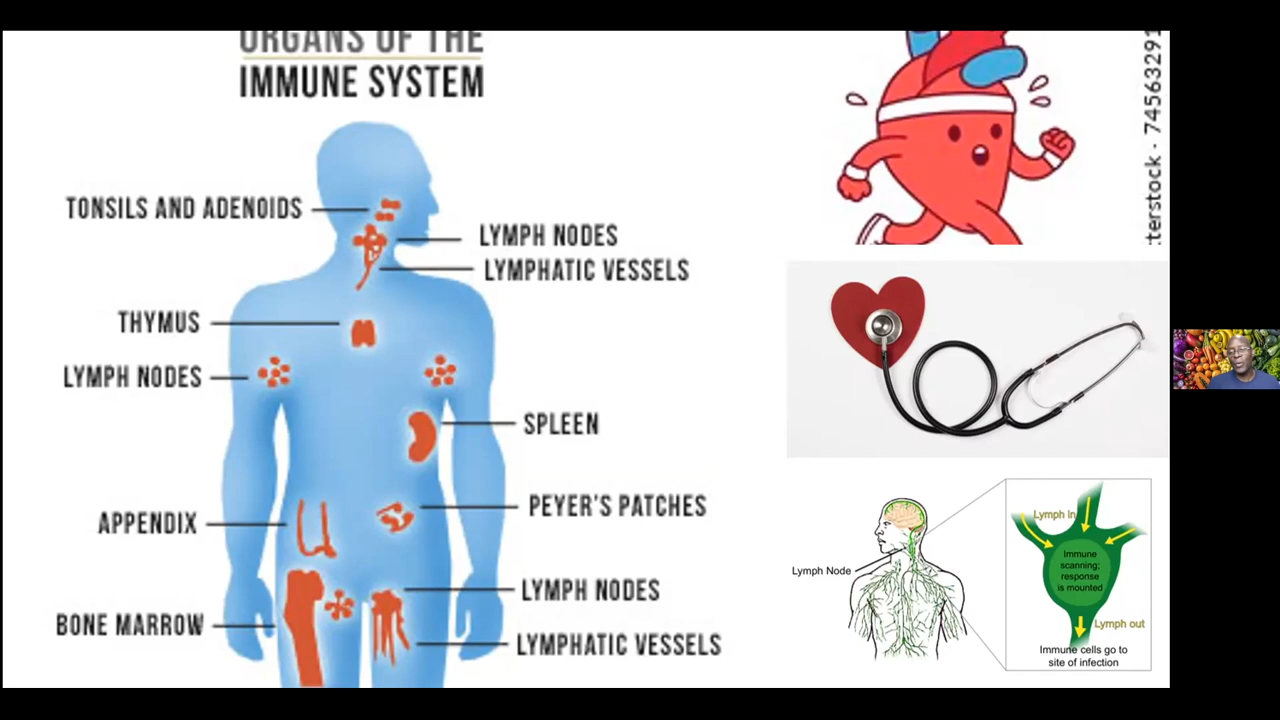 ORGANS OF THE
IMMUNE SYSTEM
TONSILS AND ADENOIDS
LYMPH NODES
LYMPHATIC VESSELS
THYMUS
LYMPH NODES
SPLEEN
APPENDIX
PEYER'S PATCHES
LYMPH NODES
BONE MARROW
LYMPHATIC VESSELS
tterstock · 74563291
Lymph Node
Lymph in
Immune
scanning;
response
is mounted
Lymph out
Immune cells go to
site of infection